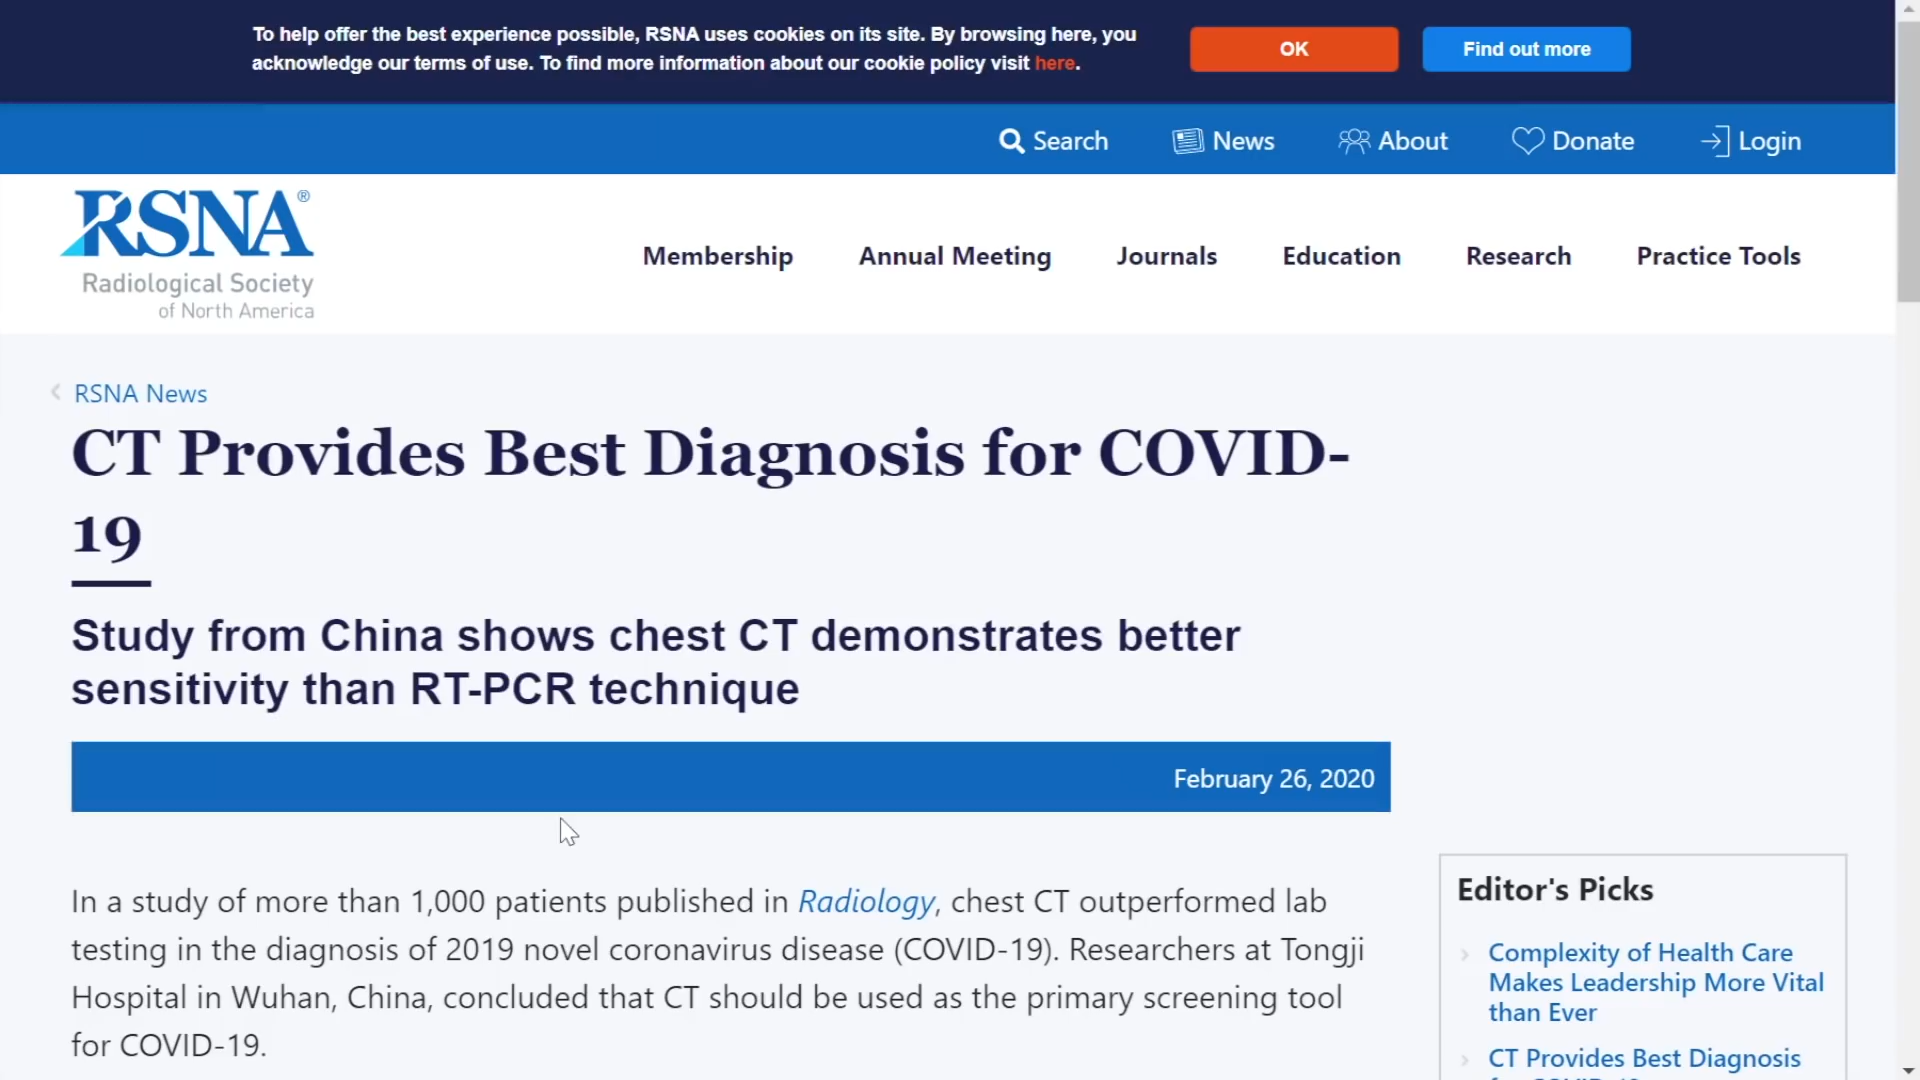 To help offer the best experience possible, RSNA uses cookies on its site. By browsing here, you
acknowledge our terms of use. To find more information about our cookie policy visit here.
OK
Find out more
Search
News
About
Donate
Login
RSNA®
Radiological Society
of North America
Membership
Annual Meeting
Journals
Education
Research
Practice Tools
RSNA News
CT Provides Best Diagnosis for COVID-
19
Study from China shows chest CT demonstrates better
sensitivity than RT-PCR technique
February 26, 2020
In a study of more than 1,000 patients published in Radiology, chest CT outperformed lab
testing in the diagnosis of 2019 novel coronavirus disease (COVID-19). Researchers at Tongji
Hospital in Wuhan, China, concluded that CT should be used as the primary screening tool
for COVID-19.
Editor's Picks
Complexity of Health Care
Makes Leadership More Vital
than Ever
CT Provides Best Diagnosis